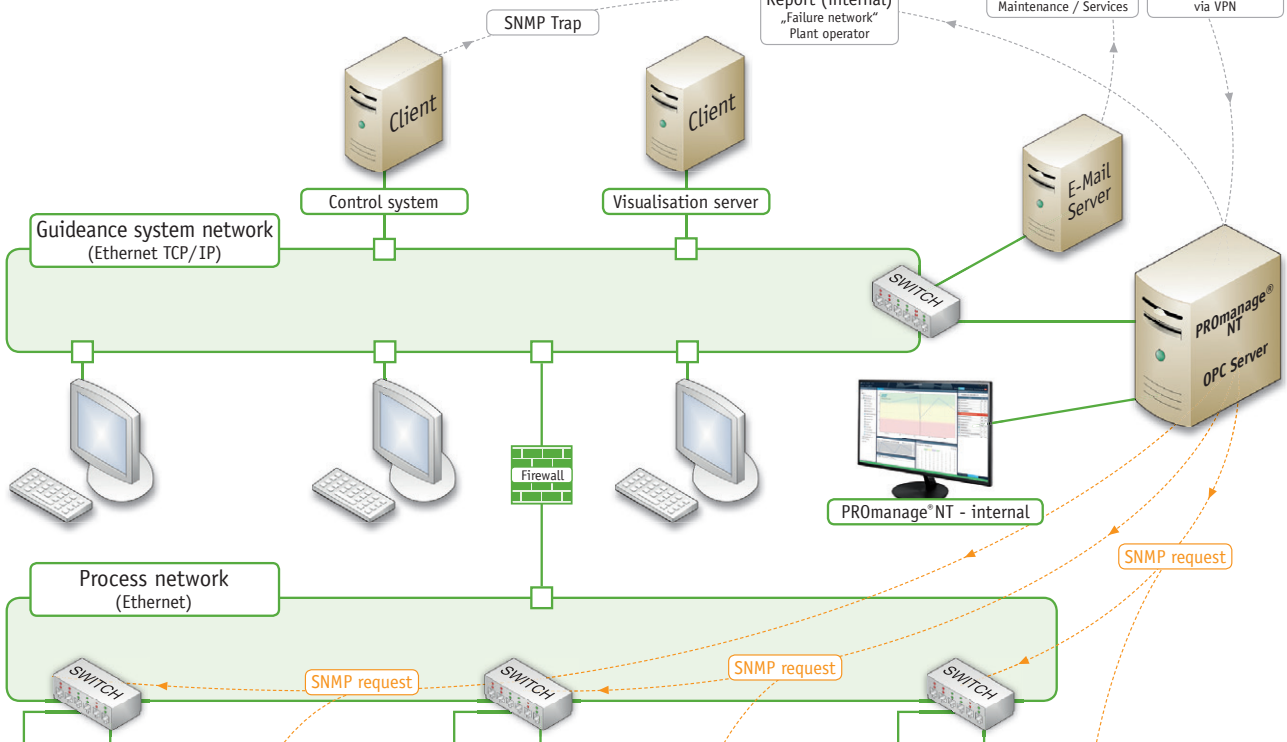 Report (internal)
„Failure network“
Plant operator
Maintenance / Services
via VPN
SNMP Trap
Client
Client
E-Mail
Server
Control system
Visualisation server
Guideance system network
(Ethernet TCP/IP)
SWITCH
PROmanage®
NT
OPC Server
Firewall
PROmanage® NT - internal
SNMP request
Process network
(Ethernet)
SWITCH
SNMP request
SWITCH
SNMP request
SWITCH